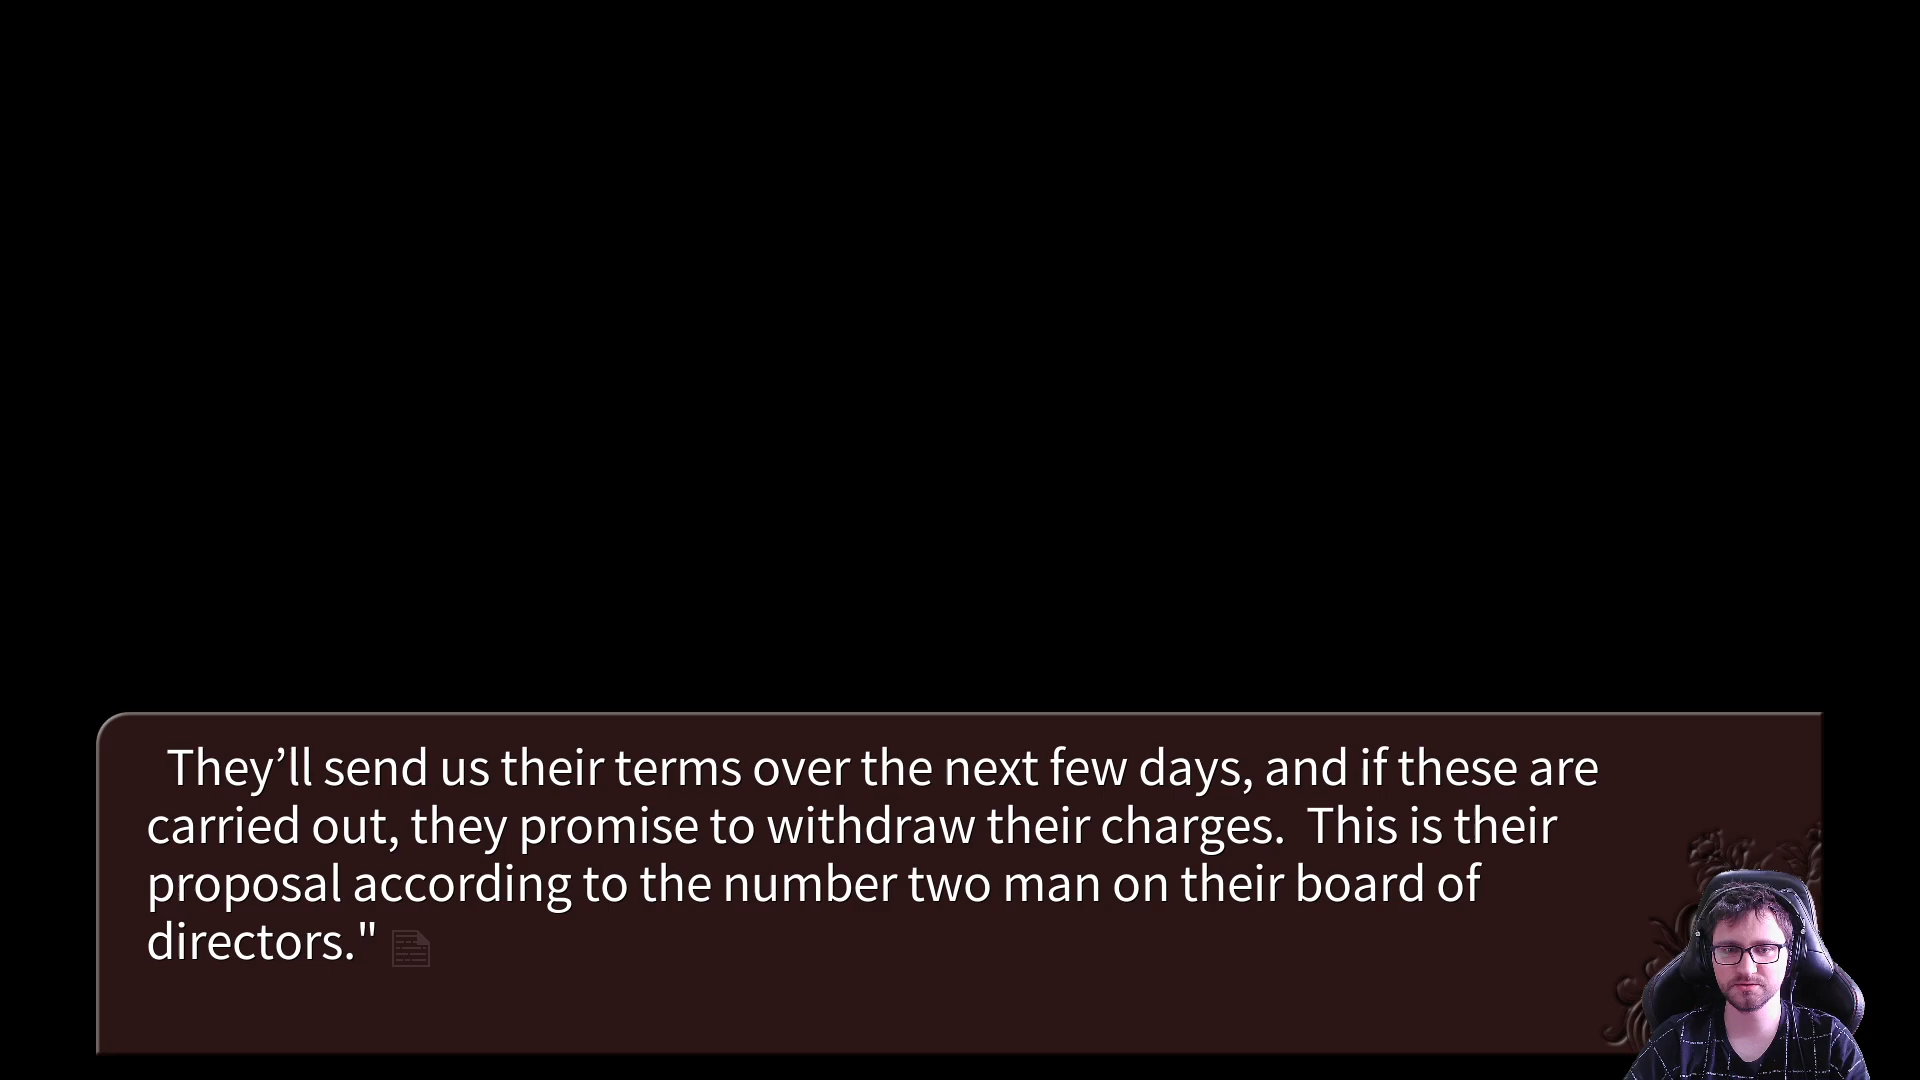 They’ll send us their terms over the next few days, and if these are
carried out, they promise to withdraw their charges.  This is their
proposal according to the number two man on their board of
directors."